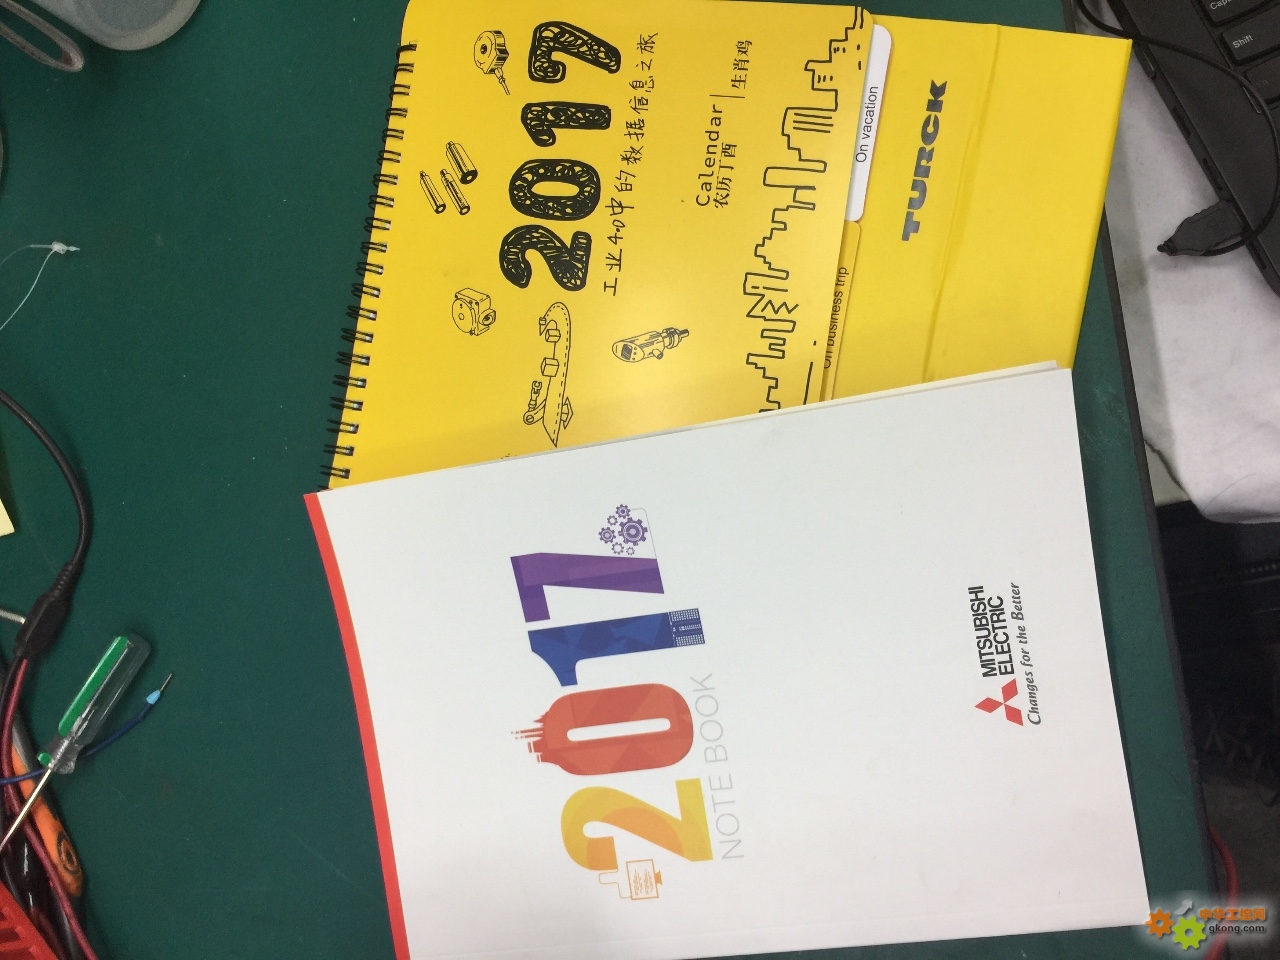 2017
工业4.0中的数据信息之旅
Calendar
农历丁酉
生肖鸡
On vacation
On business trip
TURCK
2017
NOTE BOOK
MITSUBISHI
ELECTRIC
Changes for the Better
Shift
中华工控网
gkong.com